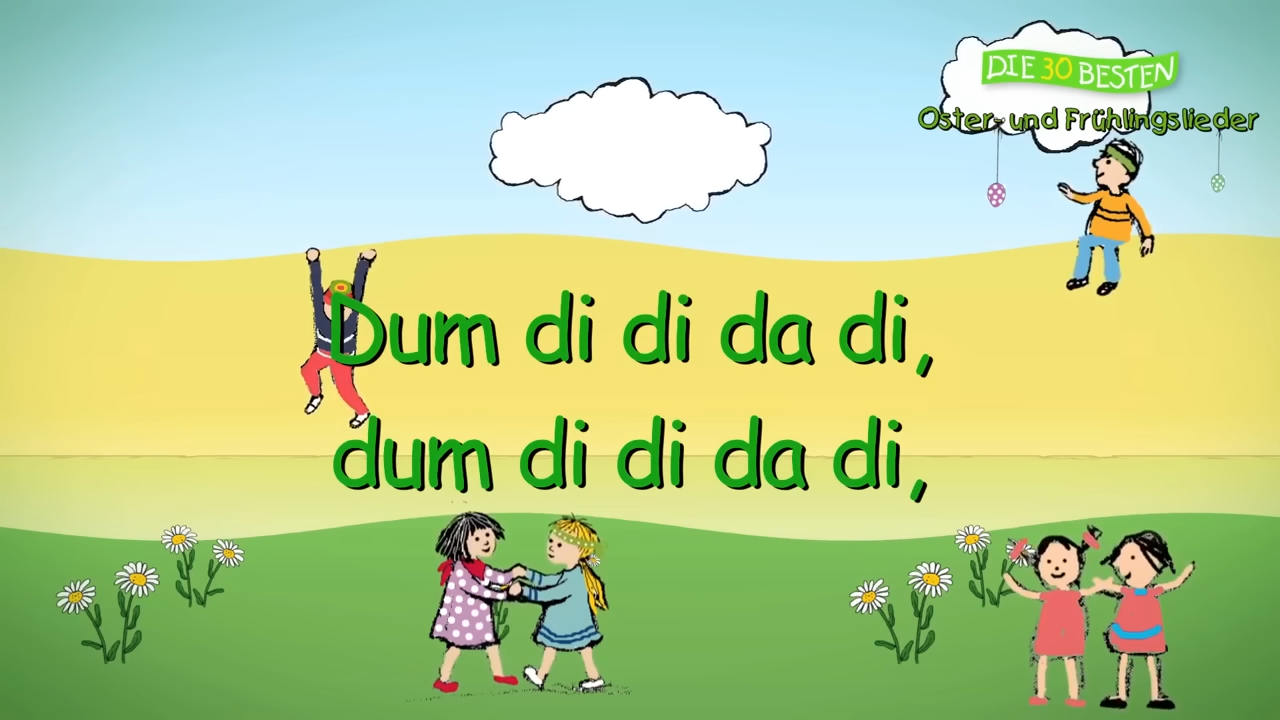 DIE 30 BESTEN
Oster- und Frühlingslieder
Dum di di da di,
dum di di da di,